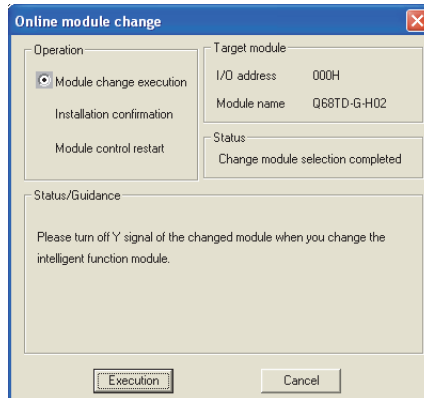 Online module change
Operation
Module change execution
Installation confirmation
Module control restart
Target module
I/O address 000H
Module name Q68TD-G-H02
Status
Change module selection completed
Status/Guidance
Please turn off Y signal of the changed module when you change the
intelligent function module.
Execution Cancel